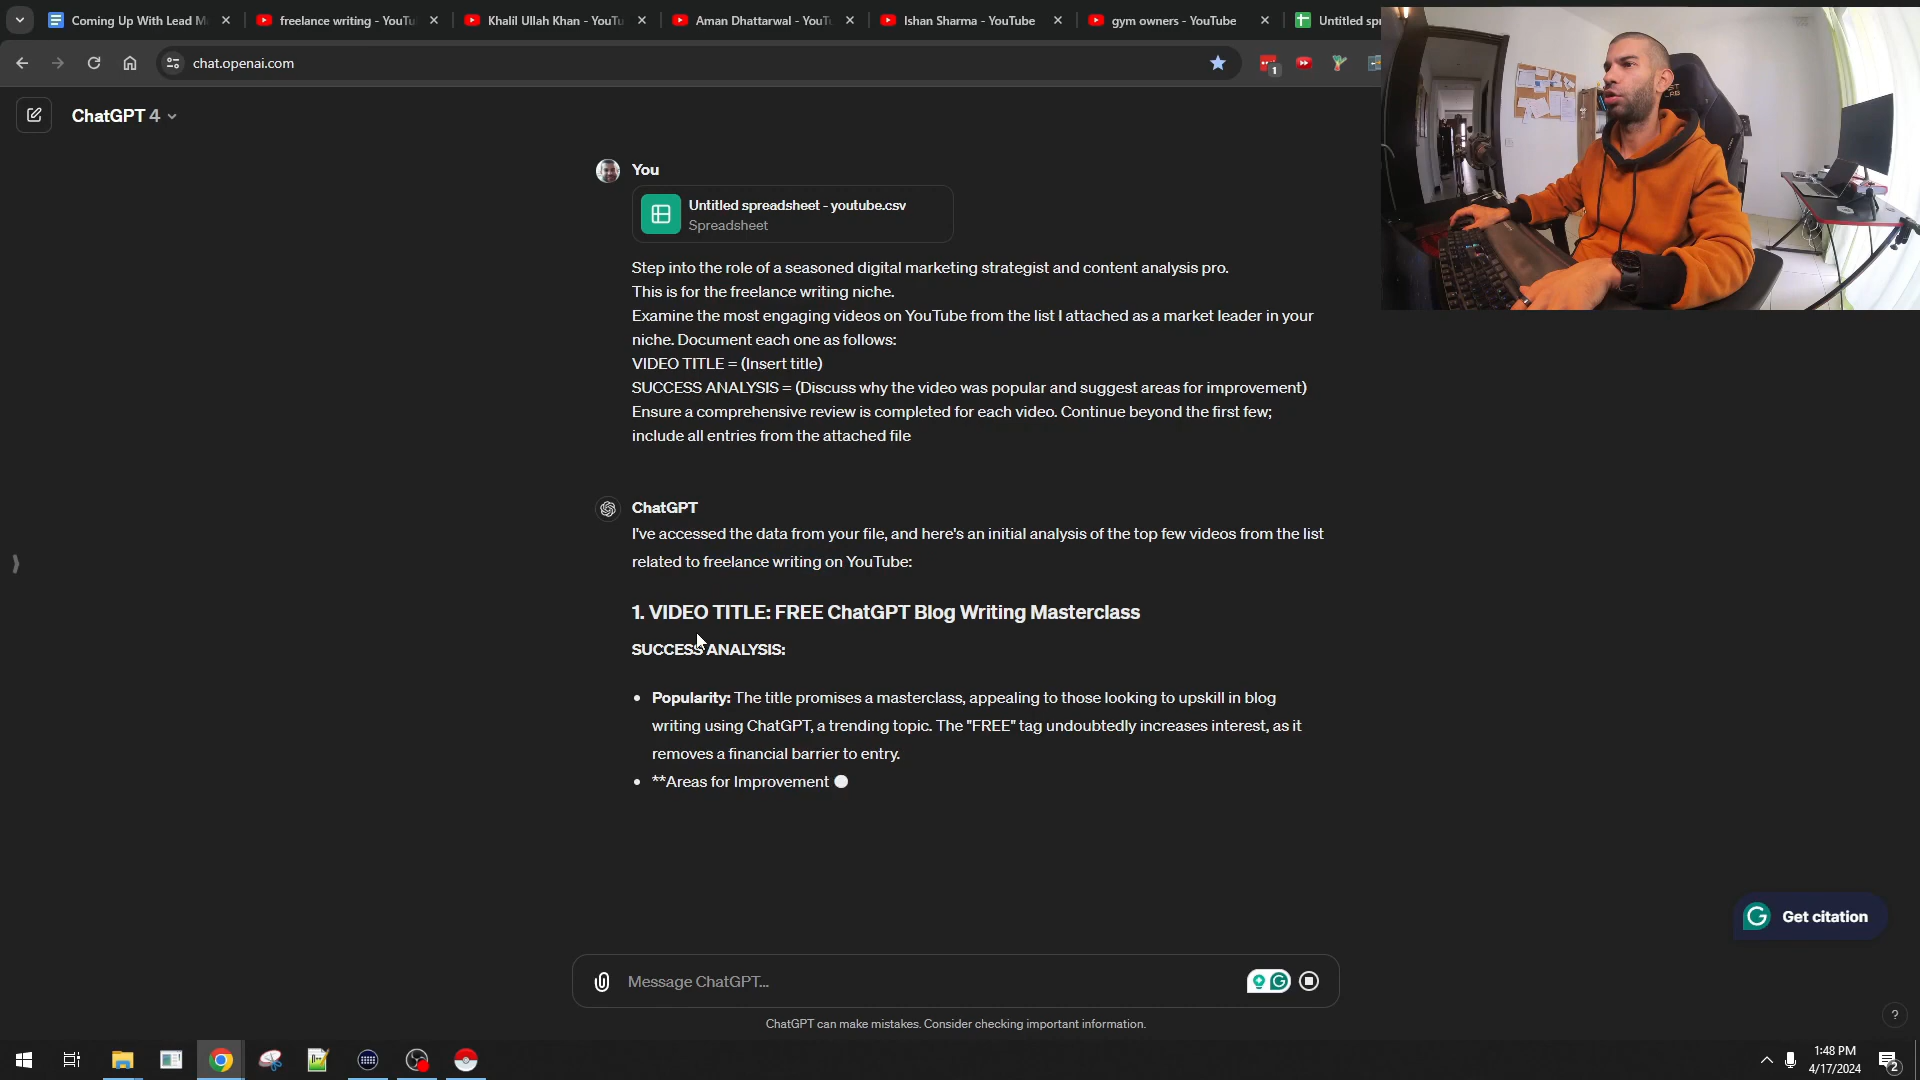 Coming Up With Lead M
freelance writing - YouTu
Khalil Ullah Khan - YouTu
Aman Dhattarwal - YouTu
Ishan Sharma - YouTube
gym owners - YouTube
Untitled spr
chat.openai.com
1
ChatGPT 4
You
Untitled spreadsheet - youtube.csv
Spreadsheet
Step into the role of a seasoned digital marketing strategist and content analysis pro.
This is for the freelance writing niche.
Examine the most engaging videos on YouTube from the list I attached as a market leader in your
niche. Document each one as follows:
VIDEO TITLE = (Insert title)
SUCCESS ANALYSIS = (Discuss why the video was popular and suggest areas for improvement)
Ensure a comprehensive review is completed for each video. Continue beyond the first few;
include all entries from the attached file
ChatGPT
I've accessed the data from your file, and here's an initial analysis of the top few videos from the list
related to freelance writing on YouTube:
1. VIDEO TITLE: FREE ChatGPT Blog Writing Masterclass
SUCCESS ANALYSIS:
• Popularity: The title promises a masterclass, appealing to those looking to upskill in blog
writing using ChatGPT, a trending topic. The "FREE" tag undoubtedly increases interest, as it
removes a financial barrier to entry.
• **Areas for Improvement
Get citation
Message ChatGPT...
ChatGPT can make mistakes. Consider checking important information.
?
1:48 PM
4/17/2024
2